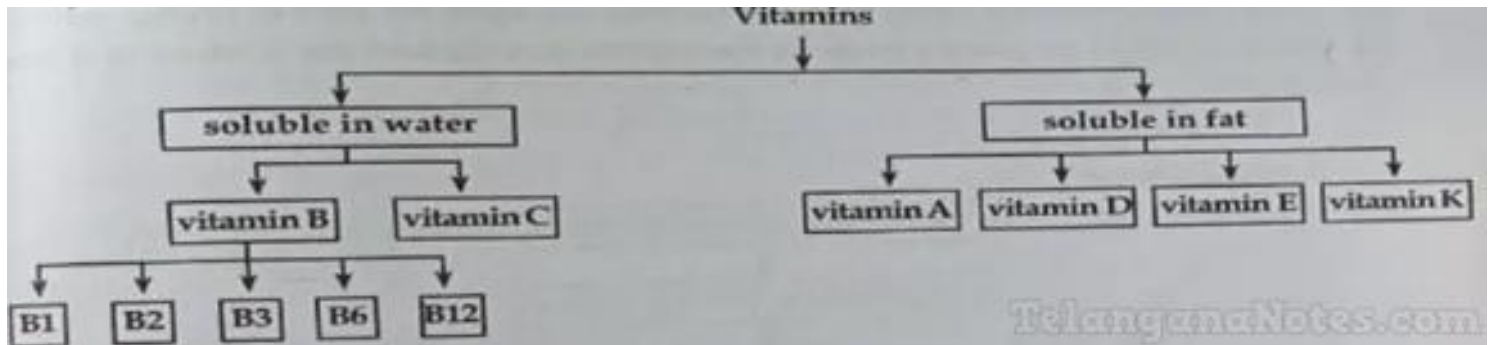 Vitamins
soluble in water
soluble in fat
vitamin B
vitamin C
vitamin A
vitamin D
vitamin E
vitamin K
B1
B2
B3
B6
B12
TelanganaNotes.com